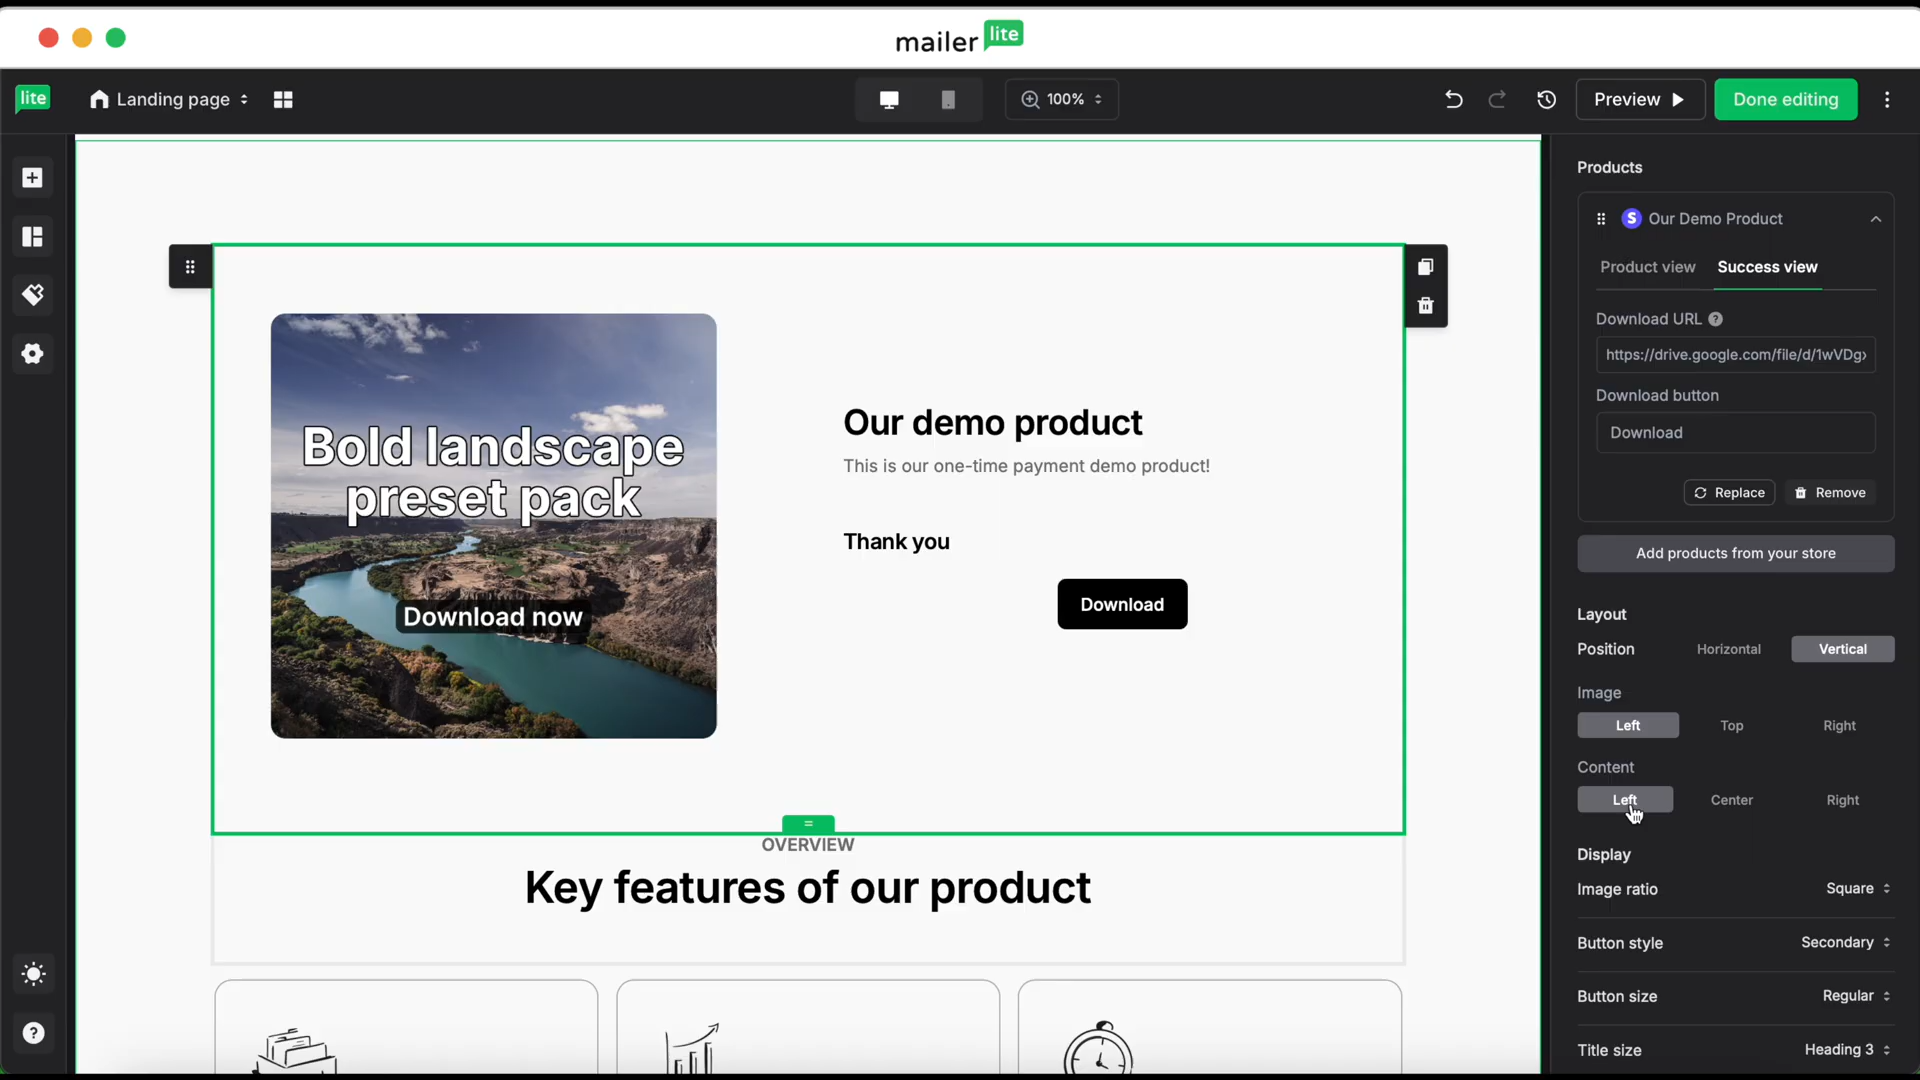 mailer lite
lite
Landing page
100%
Preview
Done editing
Products
S Our Demo Product
Product view Success view
Download URL ?
https://drive.google.com/file/d/1wVDgx
Download button
Download
Replace Remove
Add products from your store
Layout
Position Horizontal Vertical
Image
Left Top Right
Content
Left Center Right
Display
Image ratio Square
Button style Secondary
Button size Regular
Title size Heading 3
Bold landscape
preset pack
Download now
Our demo product
This is our one-time payment demo product!
Thank you
Download
OVERVIEW
Key features of our product
?